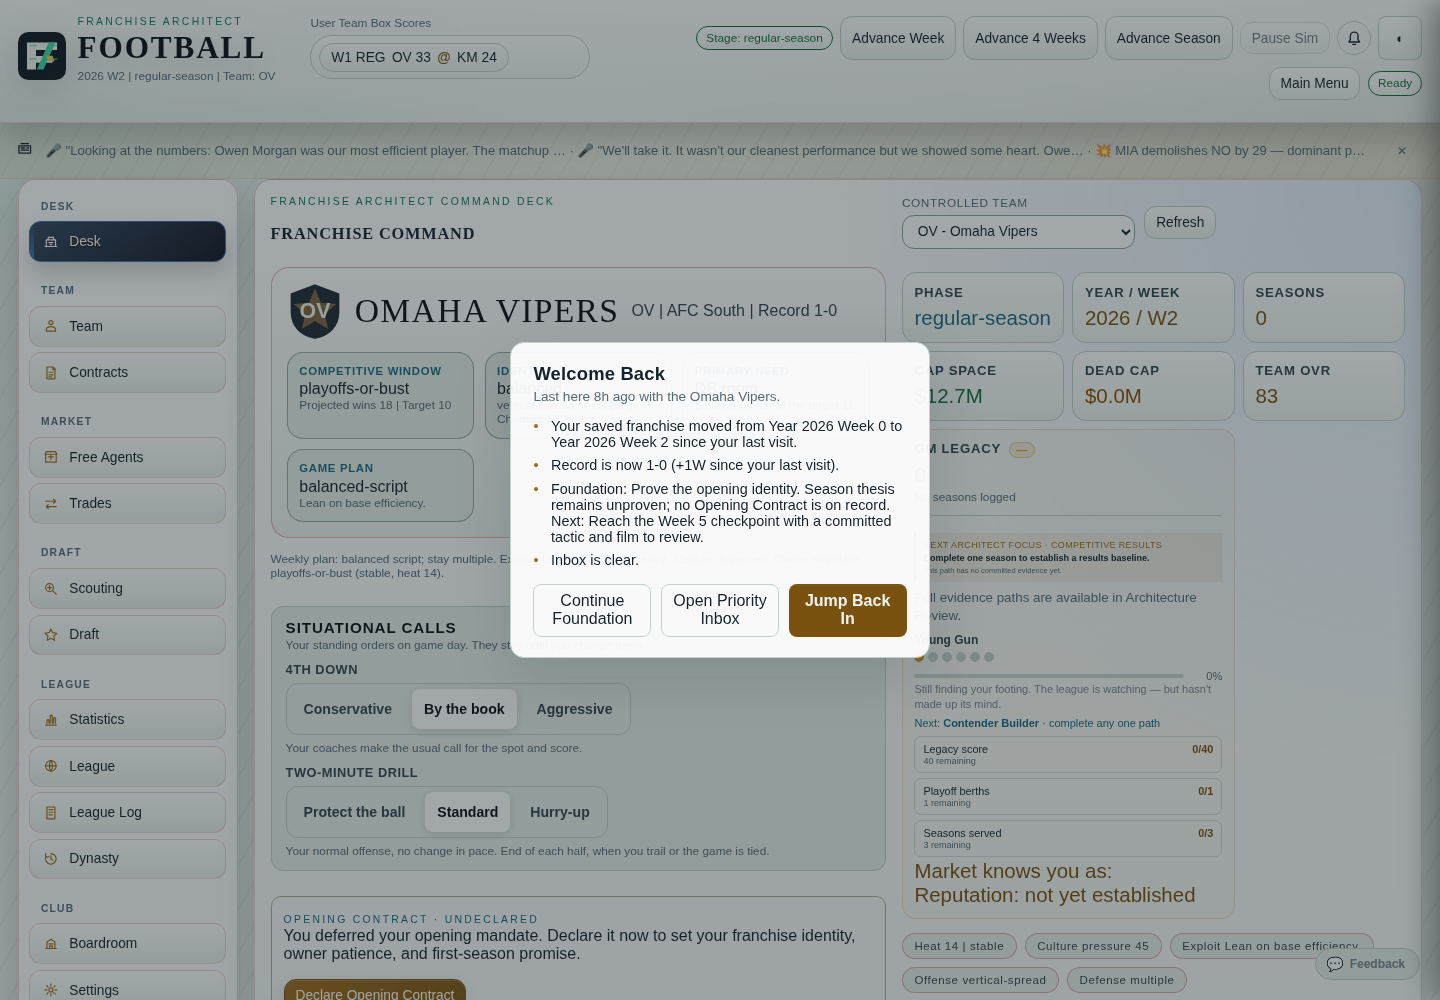 FRANCHISE ARCHITECT
FOOTBALL
2026 W2 | regular-season | Team: OV
User Team Box Scores
W1 REG OV 33 @ KM 24
Stage: regular-season
Advance Week
Advance 4 Weeks
Advance Season
Pause Sim
Main Menu
Ready
🎤 "Looking at the numbers: Owen Morgan was our most efficient player. The matchup … · 🎤 "We'll take it. It wasn't our cleanest performance but we showed some heart. Owe… · 💥 MIA demolishes NO by 29 — dominant p…
×
DESK
Desk
TEAM
Team
Contracts
MARKET
Free Agents
Trades
DRAFT
Scouting
Draft
LEAGUE
Statistics
League
League Log
Dynasty
CLUB
Boardroom
Settings
FRANCHISE ARCHITECT COMMAND DECK
FRANCHISE COMMAND
OV
OMAHA VIPERS
OV | AFC South | Record 1-0
COMPETITIVE WINDOW
playoffs-or-bust
Projected wins 18 | Target 10
GAME PLAN
balanced-script
Lean on base efficiency.
Weekly plan: balanced script; stay multiple.
playoffs-or-bust (stable, heat 14).
SITUATIONAL CALLS
Your standing orders on game day. They
4TH DOWN
Conservative
By the book
Aggressive
Your coaches make the usual call for the spot and score.
TWO-MINUTE DRILL
Protect the ball
Standard
Hurry-up
Your normal offense, no change in pace. End of each half, when you trail or the game is tied.
OPENING CONTRACT · UNDECLARED
You deferred your opening mandate. Declare it now to set your franchise identity,
owner patience, and first-season promise.
Declare Opening Contract
Welcome Back
Last here 8h ago with the Omaha Vipers.
• Your saved franchise moved from Year 2026 Week 0 to
Year 2026 Week 2 since your last visit.
• Record is now 1-0 (+1W since your last visit).
• Foundation: Prove the opening identity. Season thesis
remains unproven; no Opening Contract is on record.
Next: Reach the Week 5 checkpoint with a committed
tactic and film to review.
• Inbox is clear.
Continue
Foundation
Open Priority
Inbox
Jump Back
In
CONTROLLED TEAM
OV - Omaha Vipers
Refresh
PHASE
regular-season
YEAR / WEEK
2026 / W2
SEASONS
0
CAP SPACE
$12.7M
DEAD CAP
$0.0M
TEAM OVR
83
GM LEGACY —
0
No seasons logged
NEXT ARCHITECT FOCUS · COMPETITIVE RESULTS
Complete one season to establish a results baseline.
This path has no committed evidence yet.
evidence paths are available in Architecture
Review.
Young Gun
0%
Still finding your footing. The league is watching — but hasn't
made up its mind.
Next: Contender Builder · complete any one path
Legacy score
0/40
40 remaining
Playoff berths
0/1
1 remaining
Seasons served
0/3
3 remaining
Market knows you as:
Reputation: not yet established
Heat 14 | stable
Culture pressure 45
Exploit Lean on base efficiency.
Offense vertical-spread
Defense multiple
💬 Feedback